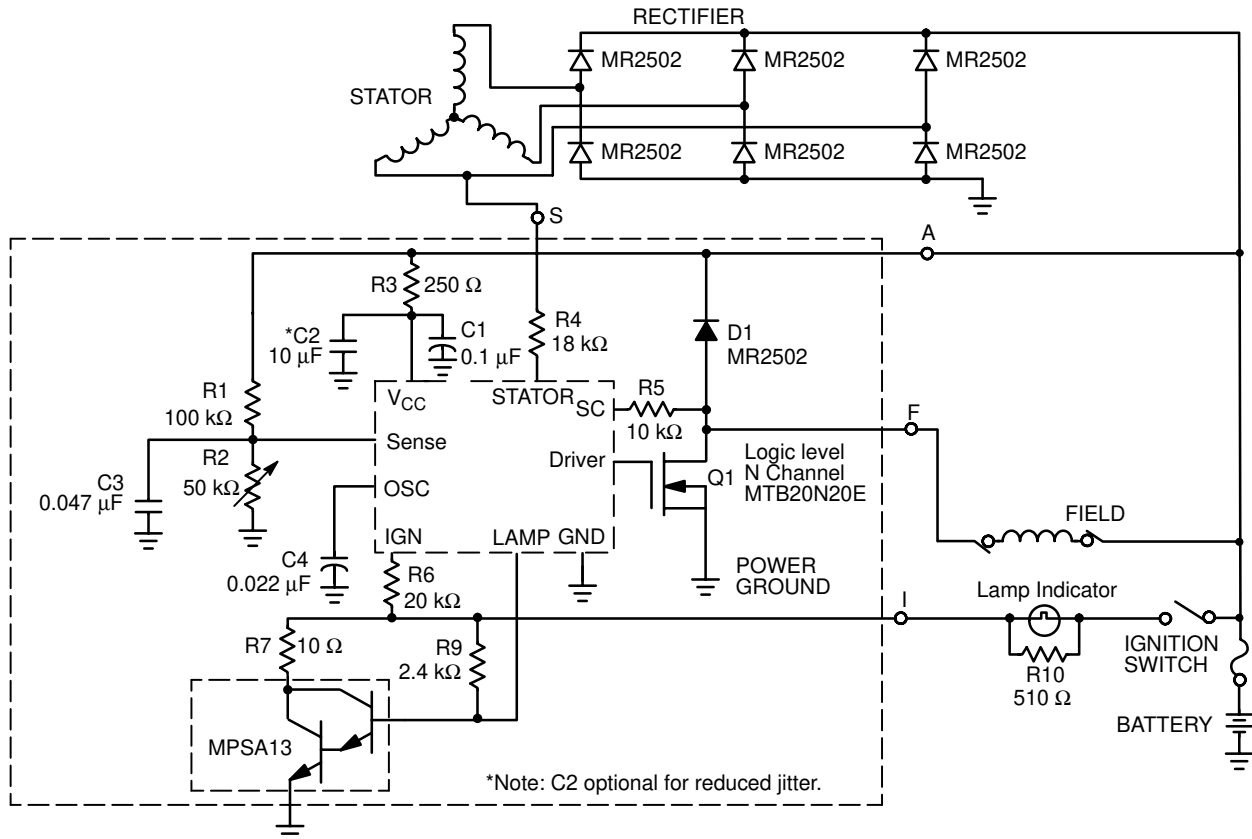 RECTIFIER
MR2502
MR2502
MR2502
STATOR
MR2502
MR2502
MR2502
S
A
R3
250 Ω
*C2
10 µF
C1
0.1 µF
R4
18 kΩ
D1
MR2502
R1
100 kΩ
VCC
STATOR
SC
R5
10 kΩ
F
Sense
R2
50 kΩ
Driver
Logic level
N Channel
MTB20N20E
Q1
C3
0.047 µF
OSC
FIELD
IGN
LAMP
GND
C4
0.022 µF
R6
20 kΩ
POWER
GROUND
Lamp Indicator
I
R7
10 Ω
R9
2.4 kΩ
IGNITION
SWITCH
R10
510 Ω
BATTERY
MPSA13
*Note: C2 optional for reduced jitter.